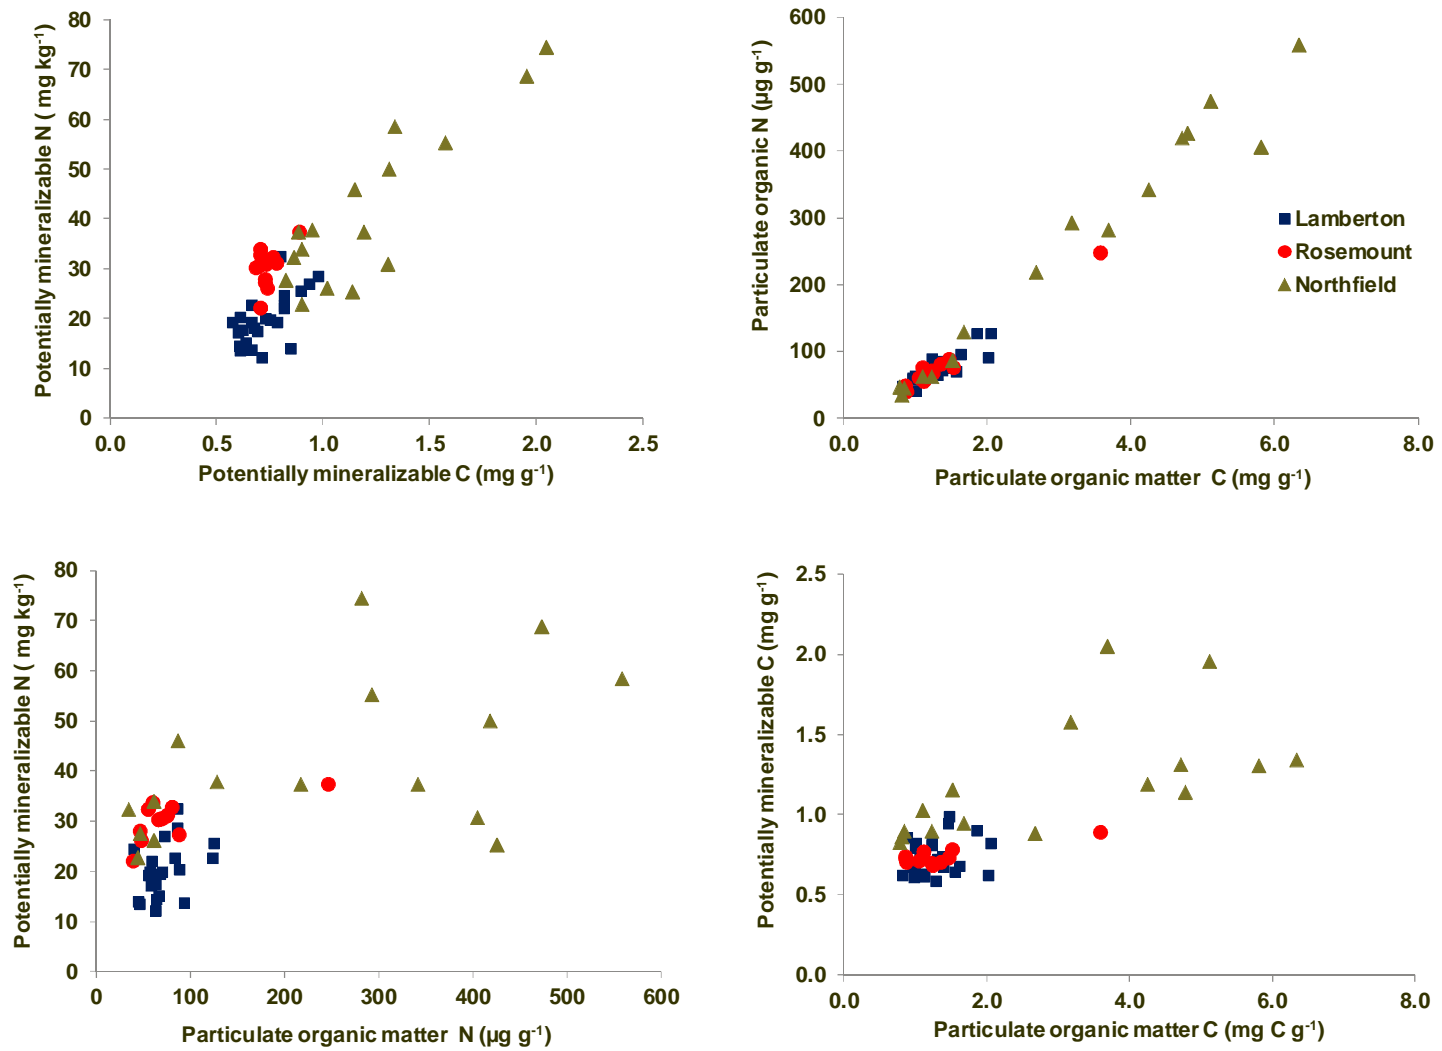 Potentially mineralizable N ( mg kg-1)
80
70
60
50
40
30
20
10
0
0.0 0.5 1.0 1.5 2.0 2.5
Potentially mineralizable C (mg g-1)
Particulate organic N (µg g-1)
600
500
400
300
200
100
0
0.0 2.0 4.0 6.0 8.0
Particulate organic matter C (mg g-1)
Lamberton
Rosemount
Northfield
Potentially mineralizable N ( mg kg-1)
80
70
60
50
40
30
20
10
0
0 100 200 300 400 500 600
Particulate organic matter N (µg g-1)
Potentially mineralizable C (mg g-1)
2.5
2.0
1.5
1.0
0.5
0.0
0.0 2.0 4.0 6.0 8.0
Particulate organic matter C (mg C g-1)